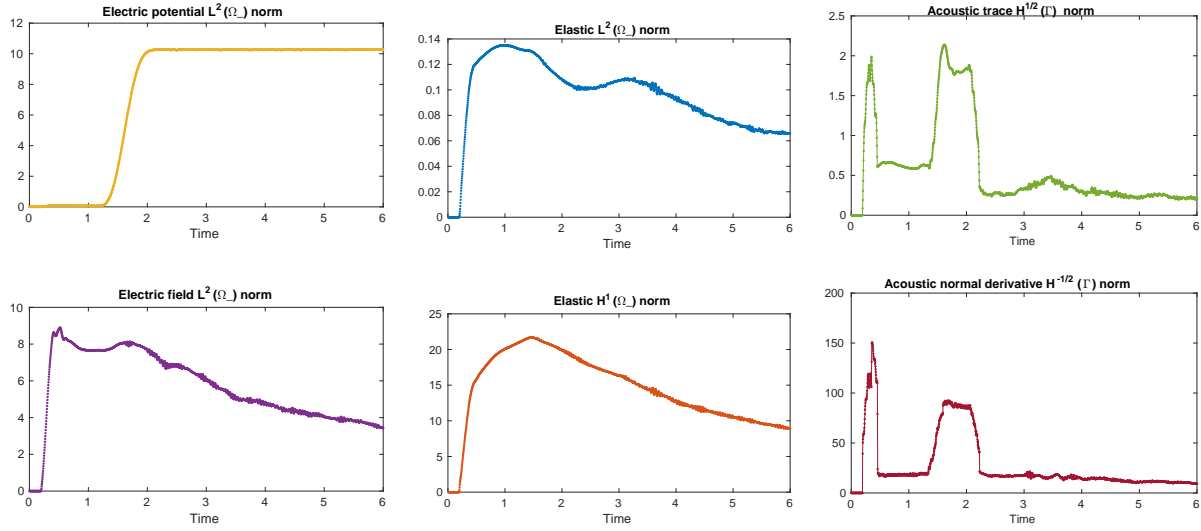 Electric potential L² (Ω_) norm
12
10
8
6
4
2
0
0 1 2 3 4 5 6
Time
Elastic L² (Ω_) norm
0.14
0.12
0.1
0.08
0.06
0.04
0.02
0
0 1 2 3 4 5 6
Time
Acoustic trace H^{1/2} (Γ) norm
2.5
2
1.5
1
0.5
0
0 1 2 3 4 5 6
Time
Electric field L² (Ω_) norm
10
8
6
4
2
0
0 1 2 3 4 5 6
Time
Elastic H¹ (Ω_) norm
25
20
15
10
5
0
0 1 2 3 4 5 6
Time
Acoustic normal derivative H^{-1/2} (Γ) norm
200
150
100
50
0
0 1 2 3 4 5 6
Time